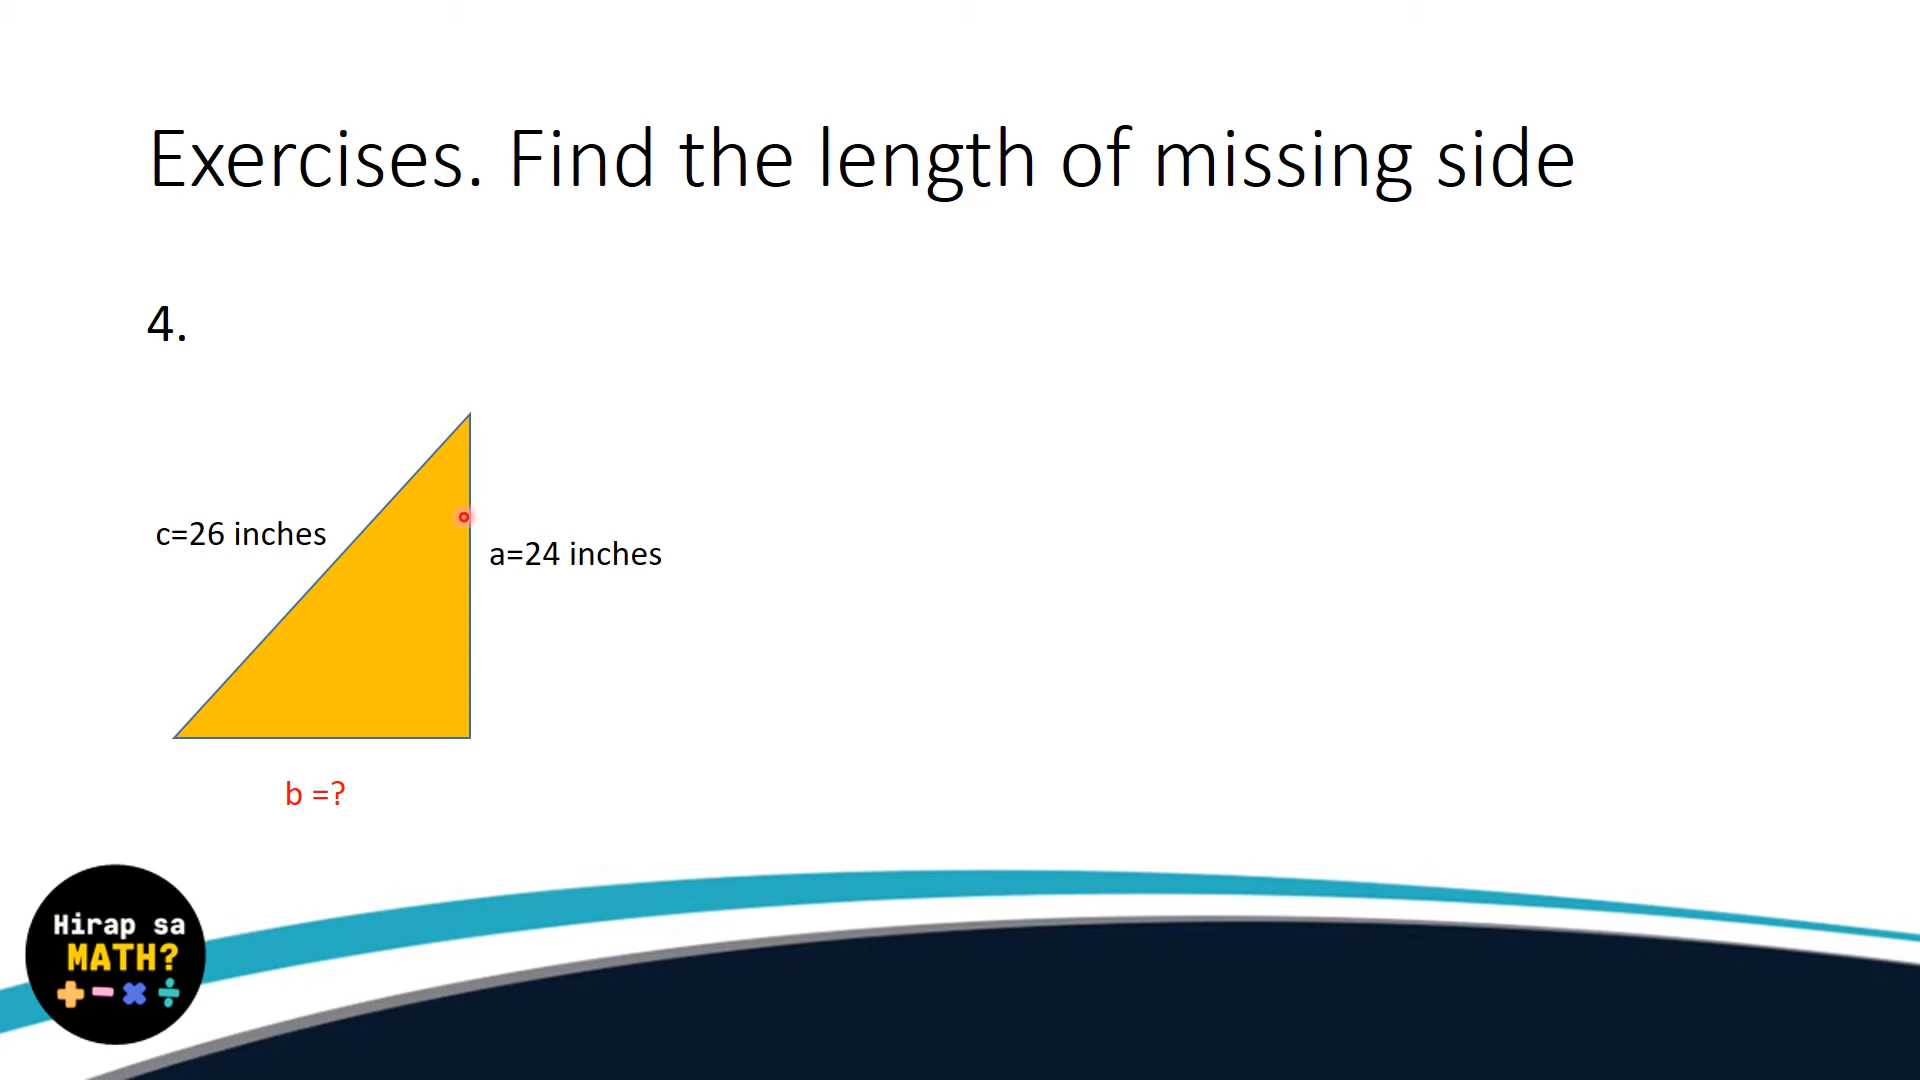 Exercises. Find the length of missing side
4.
c=26 inches
a=24 inches
b =?
Hirap sa
MATH?